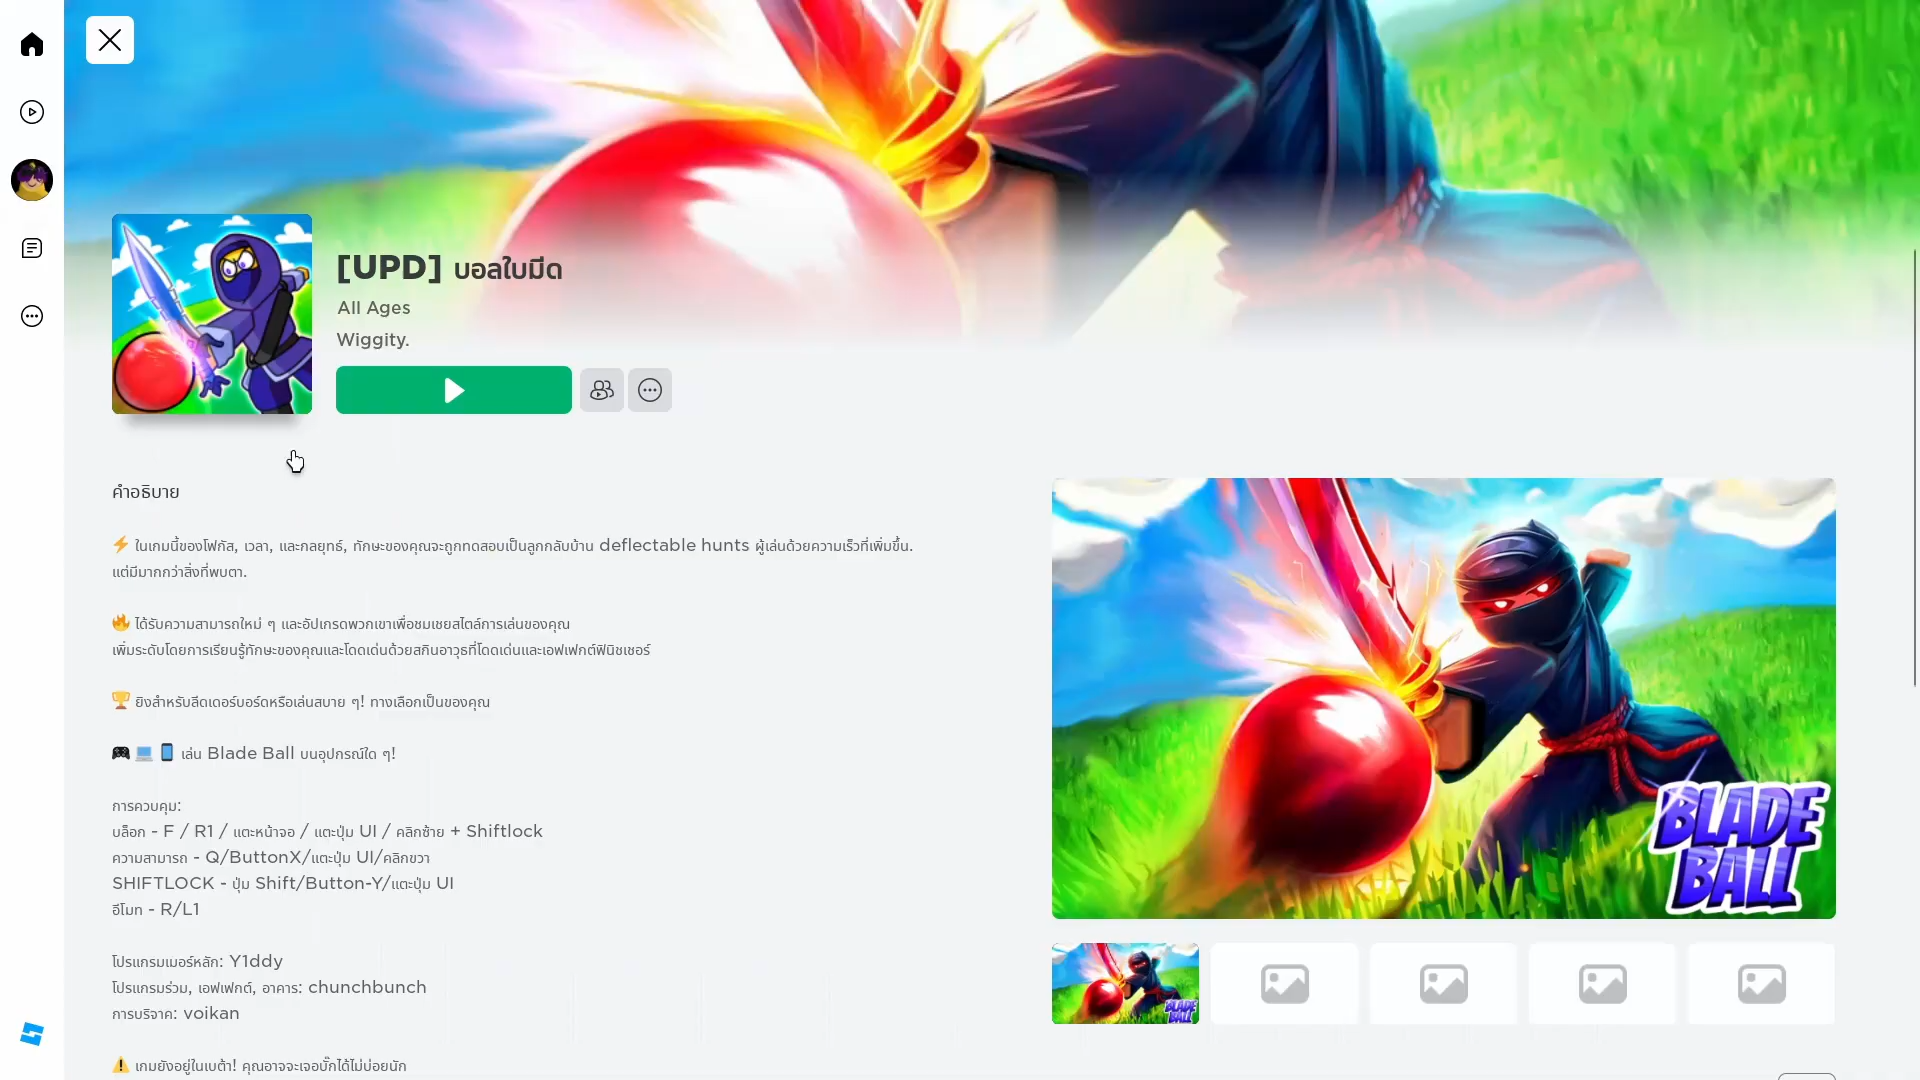 [UPD] บอลใบมีด
All Ages
Wiggity.
คำอธิบาย
⚡ ในเกมนี้ของโฟกัส, เวลา, และกลยุทธ์, ทักษะของคุณจะถูกทดสอบเป็นลูกกลับบ้าน deflectable hunts ผู้เล่นด้วยความเร็วที่เพิ่มขึ้น.
แต่มีมากกว่าสิ่งที่พบตา.
🔥 ได้รับความสามารถใหม่ ๆ และอัปเกรดพวกเขาเพื่อชมเชยสไตล์การเล่นของคุณ
เพิ่มระดับโดยการเรียนรู้ทักษะของคุณและโดดเด่นด้วยสกินอาวุธที่โดดเด่นและเอฟเฟกต์ฟินิชเชอร์
🏆 ยิงสำหรับลีดเดอร์บอร์ดหรือเล่นสบาย ๆ! ทางเลือกเป็นของคุณ
🎮 💻 📱 เล่น Blade Ball บนอุปกรณ์ใด ๆ!
การควบคุม:
บล็อก - F / R1 / แตะหน้าจอ / แตะปุ่ม UI / คลิกซ้าย + Shiftlock
ความสามารถ - Q/ButtonX/แตะปุ่ม UI/คลิกขวา
SHIFTLOCK - ปุ่ม Shift/Button-Y/แตะปุ่ม UI
อีโมท - R/L1
โปรแกรมเมอร์หลัก: Y1ddy
โปรแกรมร่วม, เอฟเฟกต์, อาคาร: chunchbunch
การบริจาค: voikan
⚠️ เกมยังอยู่ในเบต้า! คุณอาจจะเจอบั๊กได้ไม่บ่อยนัก
BLADE
BALL
BLADE
BALL